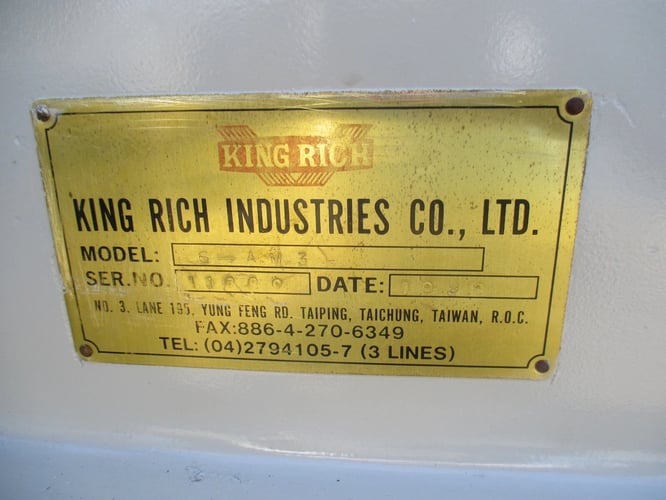 KING RICH
KING RICH INDUSTRIES CO., LTD.
MODEL:
SER.NO. DATE:
NO. 3, LANE 195, YUNG FENG RD. TAIPING, TAICHUNG, TAIWAN, R.O.C.
FAX:886-4-270-6349
TEL: (04)2794105-7 (3 LINES)